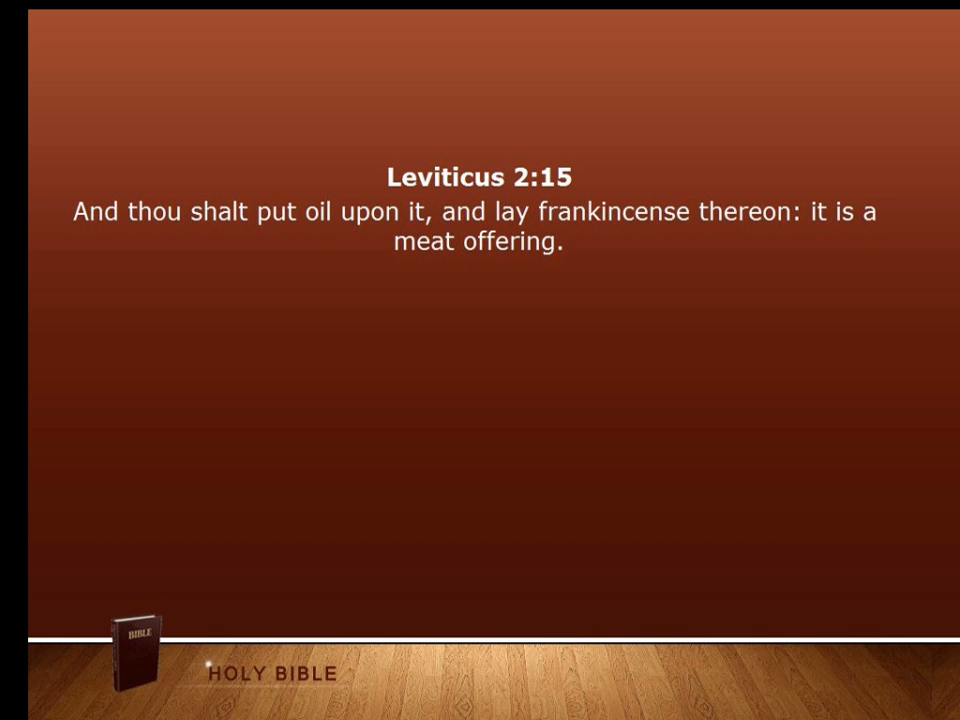 Leviticus 2:15
And thou shalt put oil upon it, and lay frankincense thereon: it is a
meat offering.
BIBLE
HOLY BIBLE